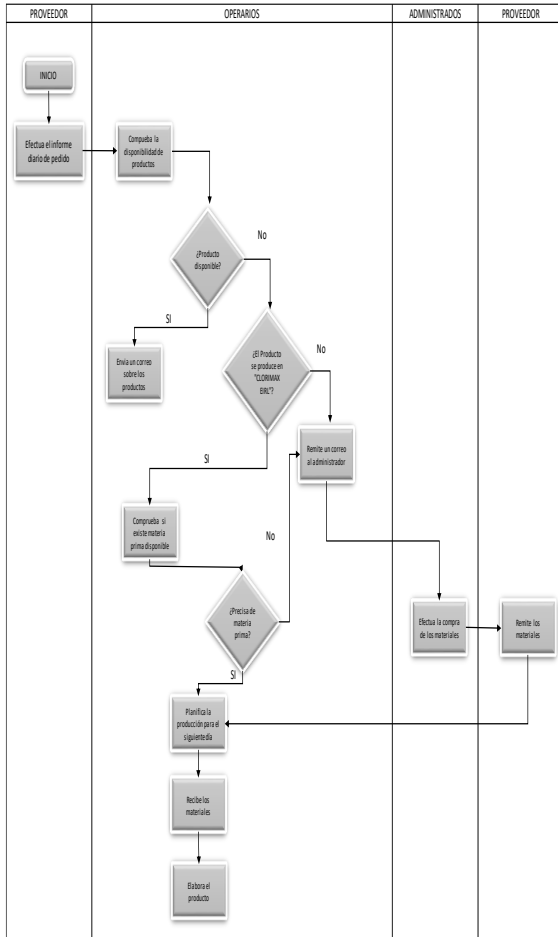 PROVEEDOR
OPERARIOS
ADMINISTRADOS
PROVEEDOR
INICIO
Efectua el informe
diario de pedido
Compueba la
disponibilidad de
productos
¿Producto
disponible?
No
SI
Envia un correo
sobre los
productos
¿El Producto
se produce en
"CLORIMAX
EIRL"?
No
SI
Remite un correo
al administrador
Comprueba si
existe materia
prima disponible
No
¿Precisa de
materia
prima?
SI
Efectua la compra
de los materiales
Remite los
materiales
Planifica la
producción para el
siguiente día
Recibe los
materiales
Elabora el
producto